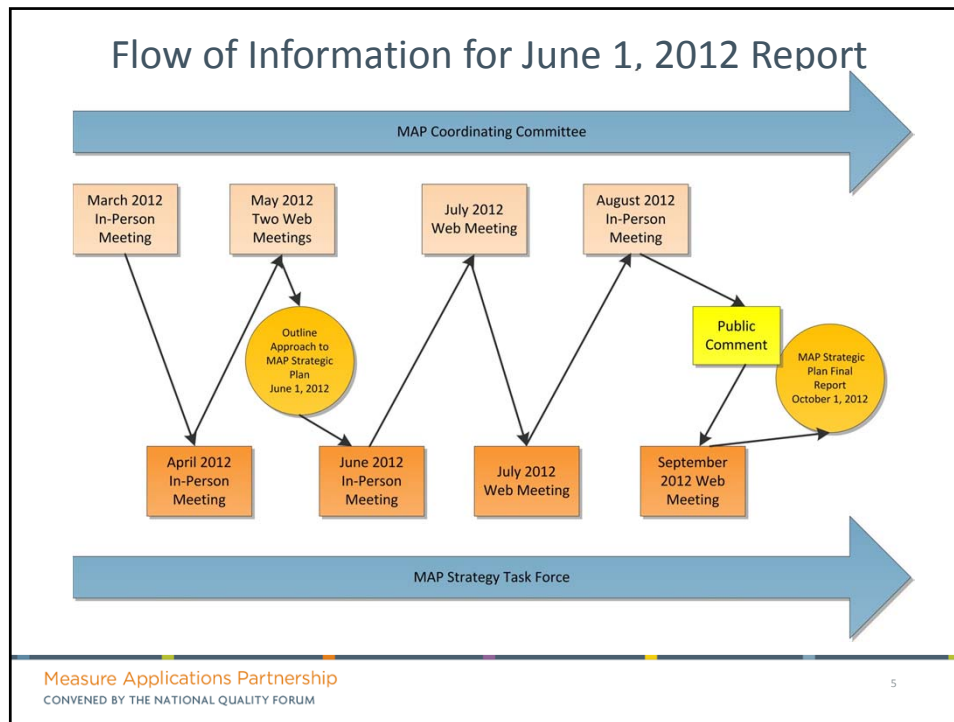 Flow of Information for June 1, 2012 Report
MAP Coordinating Committee
March 2012
In-Person
Meeting
May 2012
Two Web
Meetings
July 2012
Web Meeting
August 2012
In-Person
Meeting
Outline
Approach to
MAP Strategic
Plan
June 1, 2012
Public
Comment
MAP Strategic
Plan Final
Report
October 1, 2012
April 2012
In-Person
Meeting
June 2012
In-Person
Meeting
July 2012
Web Meeting
September
2012 Web
Meeting
MAP Strategy Task Force
Measure Applications Partnership
CONVENED BY THE NATIONAL QUALITY FORUM
5